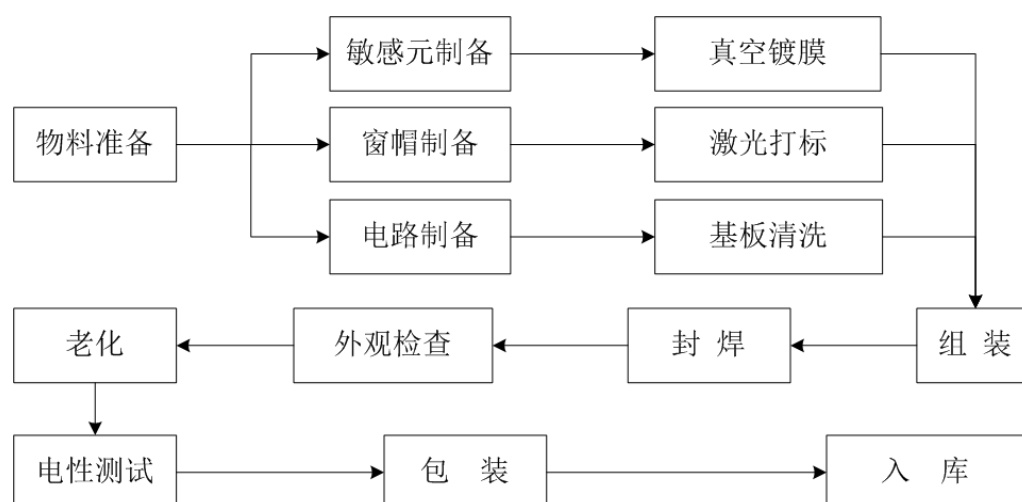 敏感元制备
真空镀膜
物料准备
窗帽制备
激光打标
电路制备
基板清洗
老化
外观检查
封 焊
组 装
电性测试
包 装
入 库